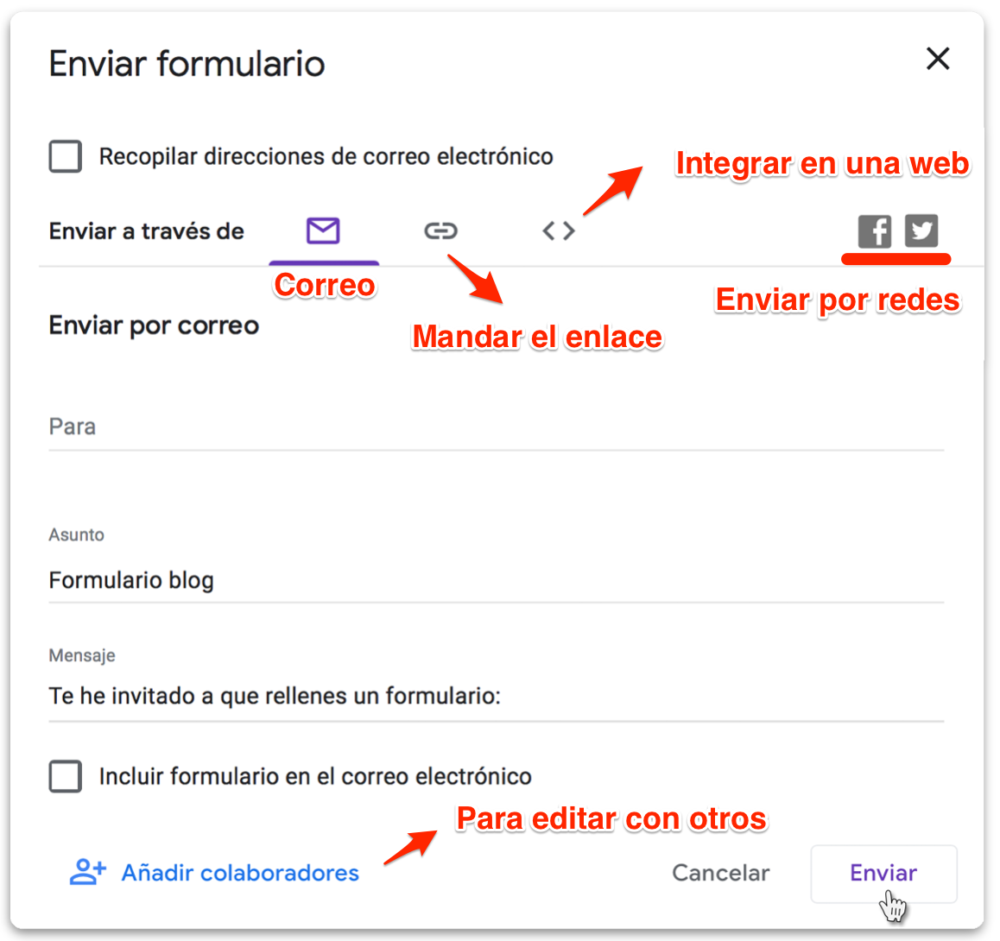 Enviar formulario
Recopilar direcciones de correo electrónico
Integrar en una web
Enviar a través de
Correo
Enviar por redes
Enviar por correo
Mandar el enlace
Para
Asunto
Formulario blog
Mensaje
Te he invitado a que rellenes un formulario:
Incluir formulario en el correo electrónico
Para editar con otros
Añadir colaboradores
Cancelar
Enviar